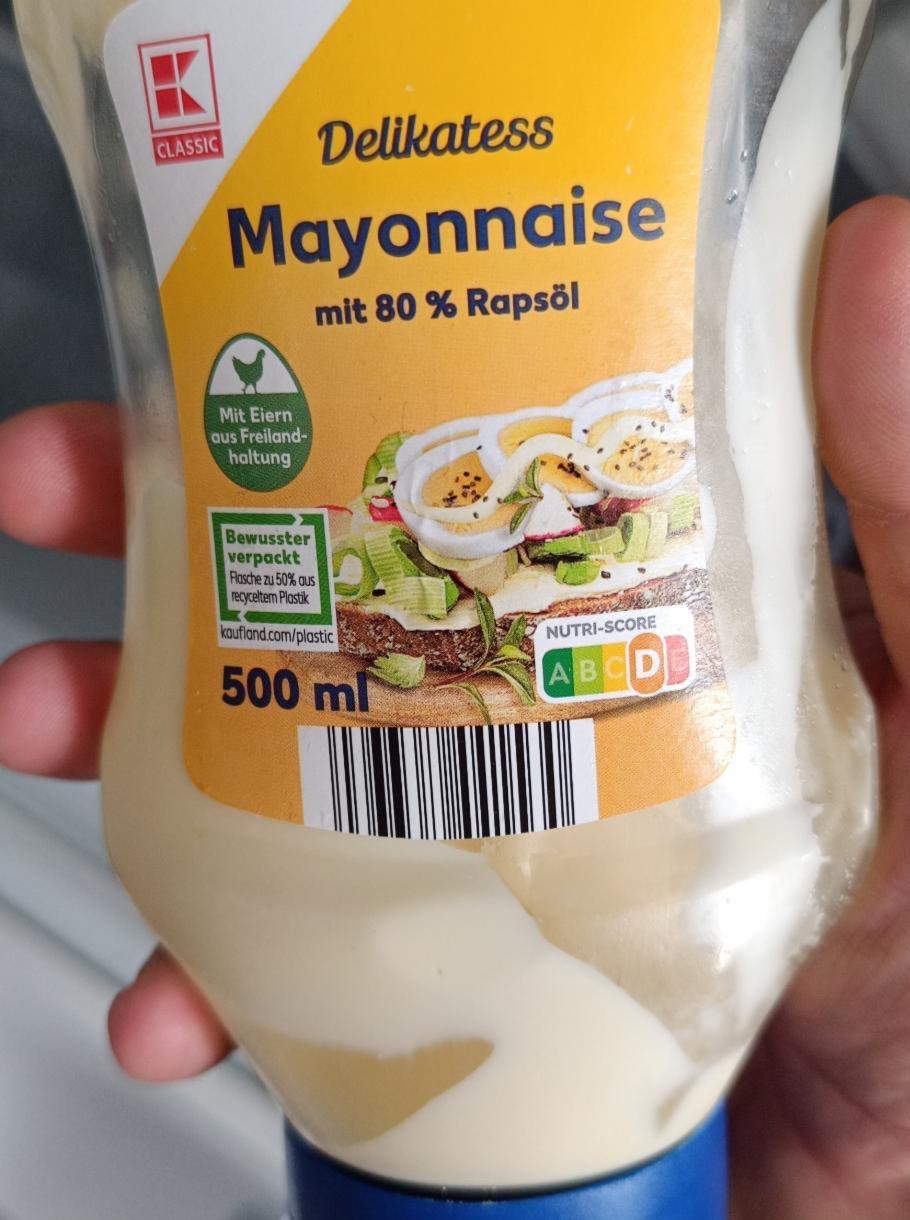 K
CLASSIC
Delikatess
Mayonnaise
mit 80 % Rapsöl
Mit Eiern
aus Freiland-
haltung
Bewusster
verpackt
Flasche zu 50% aus
recyceltem Plastik
kaufland.com/plastic
NUTRI-SCORE
A B C D E
500 ml